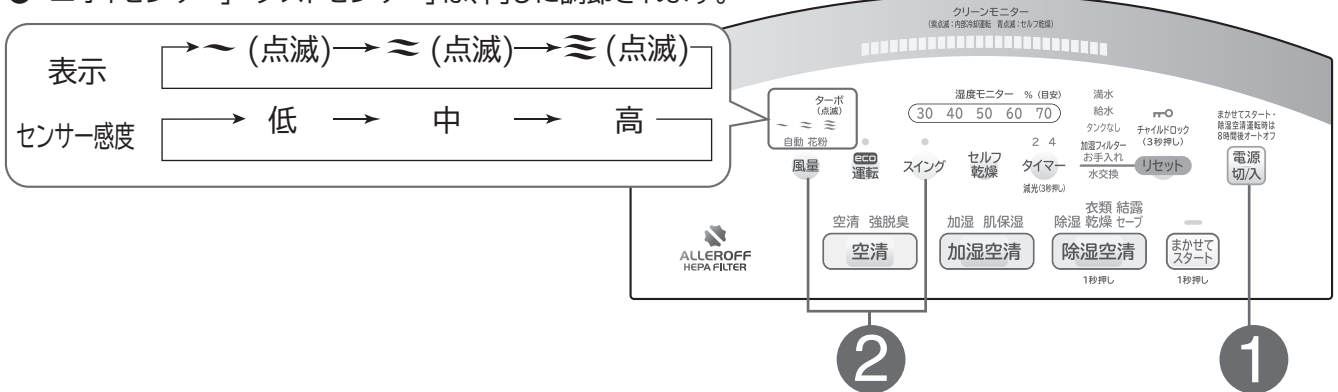 「ニオイセンサー」「ダストセンサー」は、同じに調節されます。
表示
〜 (点滅) → ≈ (点滅) → ≋ (点滅)
センサー感度
→ 低 → 中 → 高
クリーンモニター
(紫点滅:内部冷却運転 青点滅:セルフ乾燥)
ターボ
(点滅)
〜 ≈ ≋
自動 花粉
風量
eco
運転
スイング
セルフ
乾燥
湿度モニター % (目安)
30 40 50 60 70
2 4
タイマー
減光(3秒押し)
満水
給水
タンクなし
加湿フィルター
お手入れ
水交換
チャイルドロック
(3秒押し)
リセット
まかせてスタート・
除湿空清運転時は
8時間後オートオフ
電源
切/入
ALLEROFF
HEPA FILTER
空清 強脱臭
空清
加湿 肌保湿
加湿空清
衣類 結露
除湿 乾燥 セーブ
除湿空清
1秒押し
まかせて
スタート
1秒押し
2
1